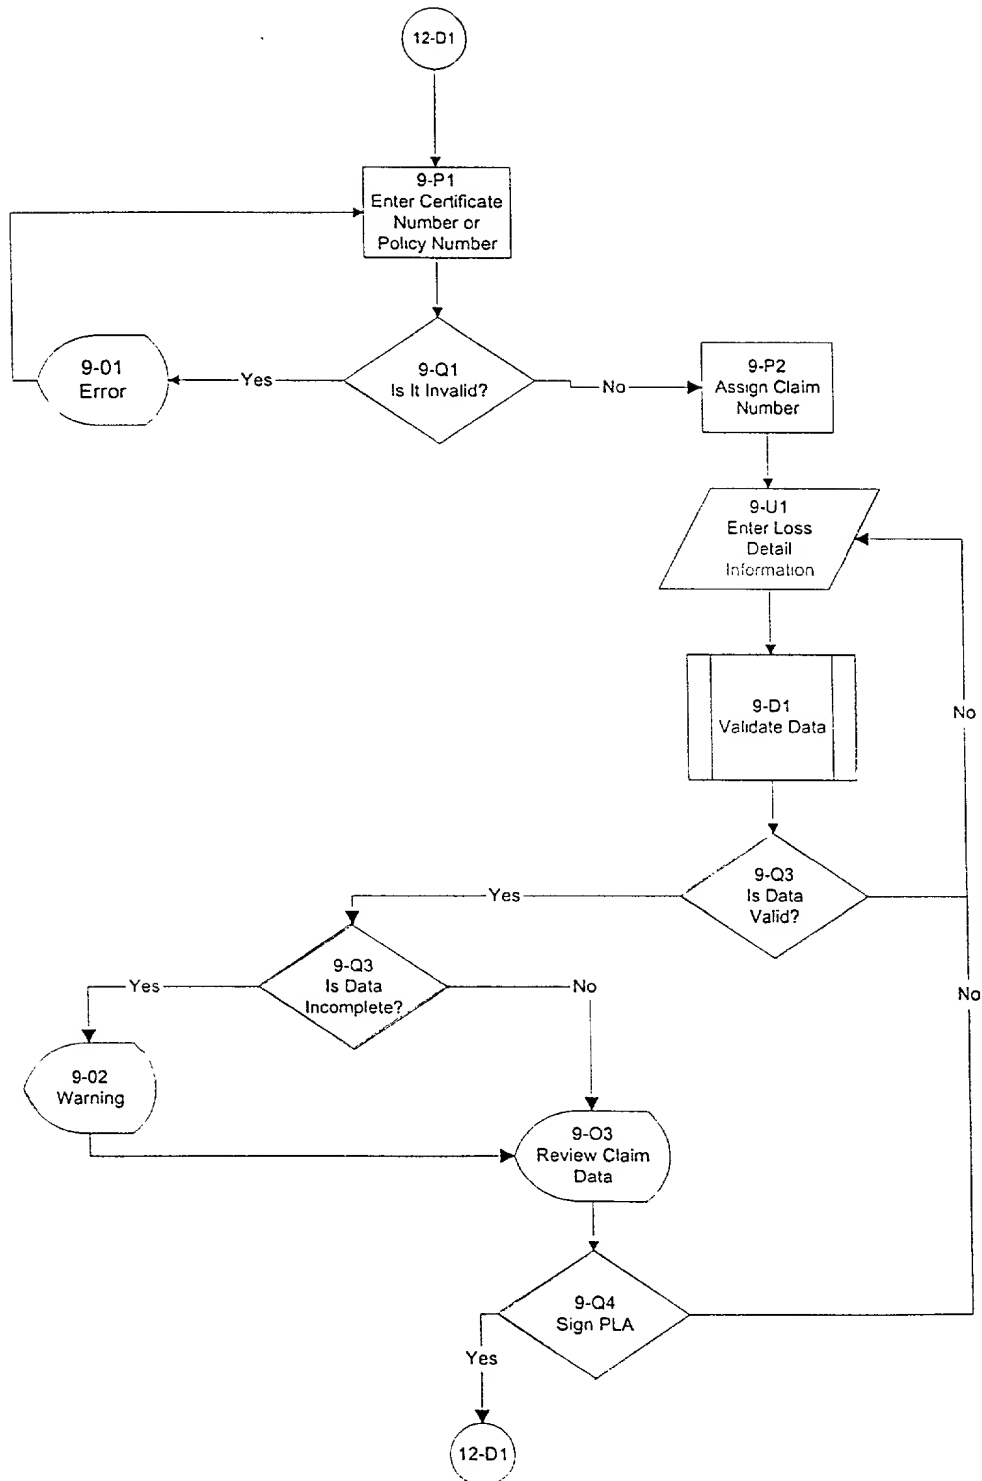 12-D1
9-P1
Enter Certificate
Number or
Policy Number
9-01
Error
Yes
9-Q1
Is It Invalid?
No
9-P2
Assign Claim
Number
9-U1
Enter Loss
Detail
Information
9-D1
Validate Data
No
9-Q3
Is Data
Valid?
Yes
9-Q3
Is Data
Incomplete?
Yes
No
No
9-02
Warning
9-O3
Review Claim
Data
9-Q4
Sign PLA
Yes
12-D1